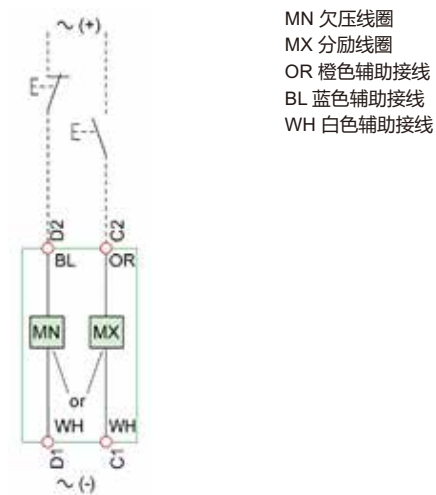 ∼ (+)
E
E
D2
C2
BL
OR
MN
MX
or
WH
WH
D1
C1
∼ (-)
MN 欠压线圈
MX 分励线圈
OR 橙色辅助接线
BL 蓝色辅助接线
WH 白色辅助接线